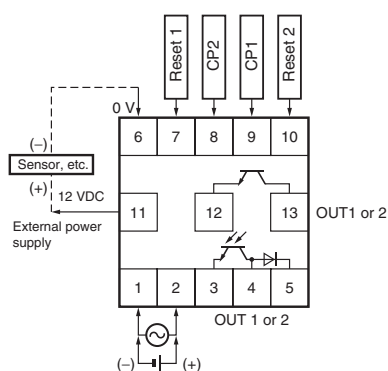 Reset 1
CP2
CP1
Reset 2
0 V
6
7
8
9
10
(–)
Sensor, etc.
(+)
12 VDC
External power
supply
11
12
13
OUT1 or 2
1
2
3
4
5
OUT 1 or 2
(–)
(+)